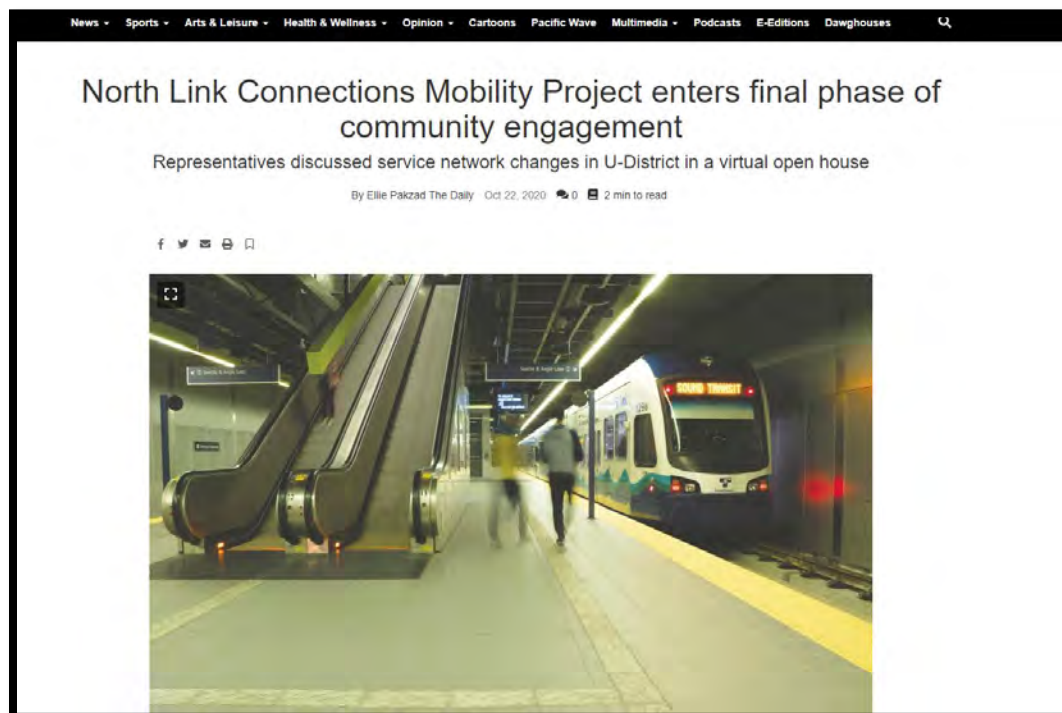 News Sports Arts & Leisure Health & Wellness Opinion Cartoons Pacific Wave Multimedia Podcasts E-Editions Dawghouses
North Link Connections Mobility Project enters final phase of
community engagement
Representatives discussed service network changes in U-District in a virtual open house
By Ellie Pakzad The Daily Oct 22, 2020 0 2 min to read
SOUND TRANSIT